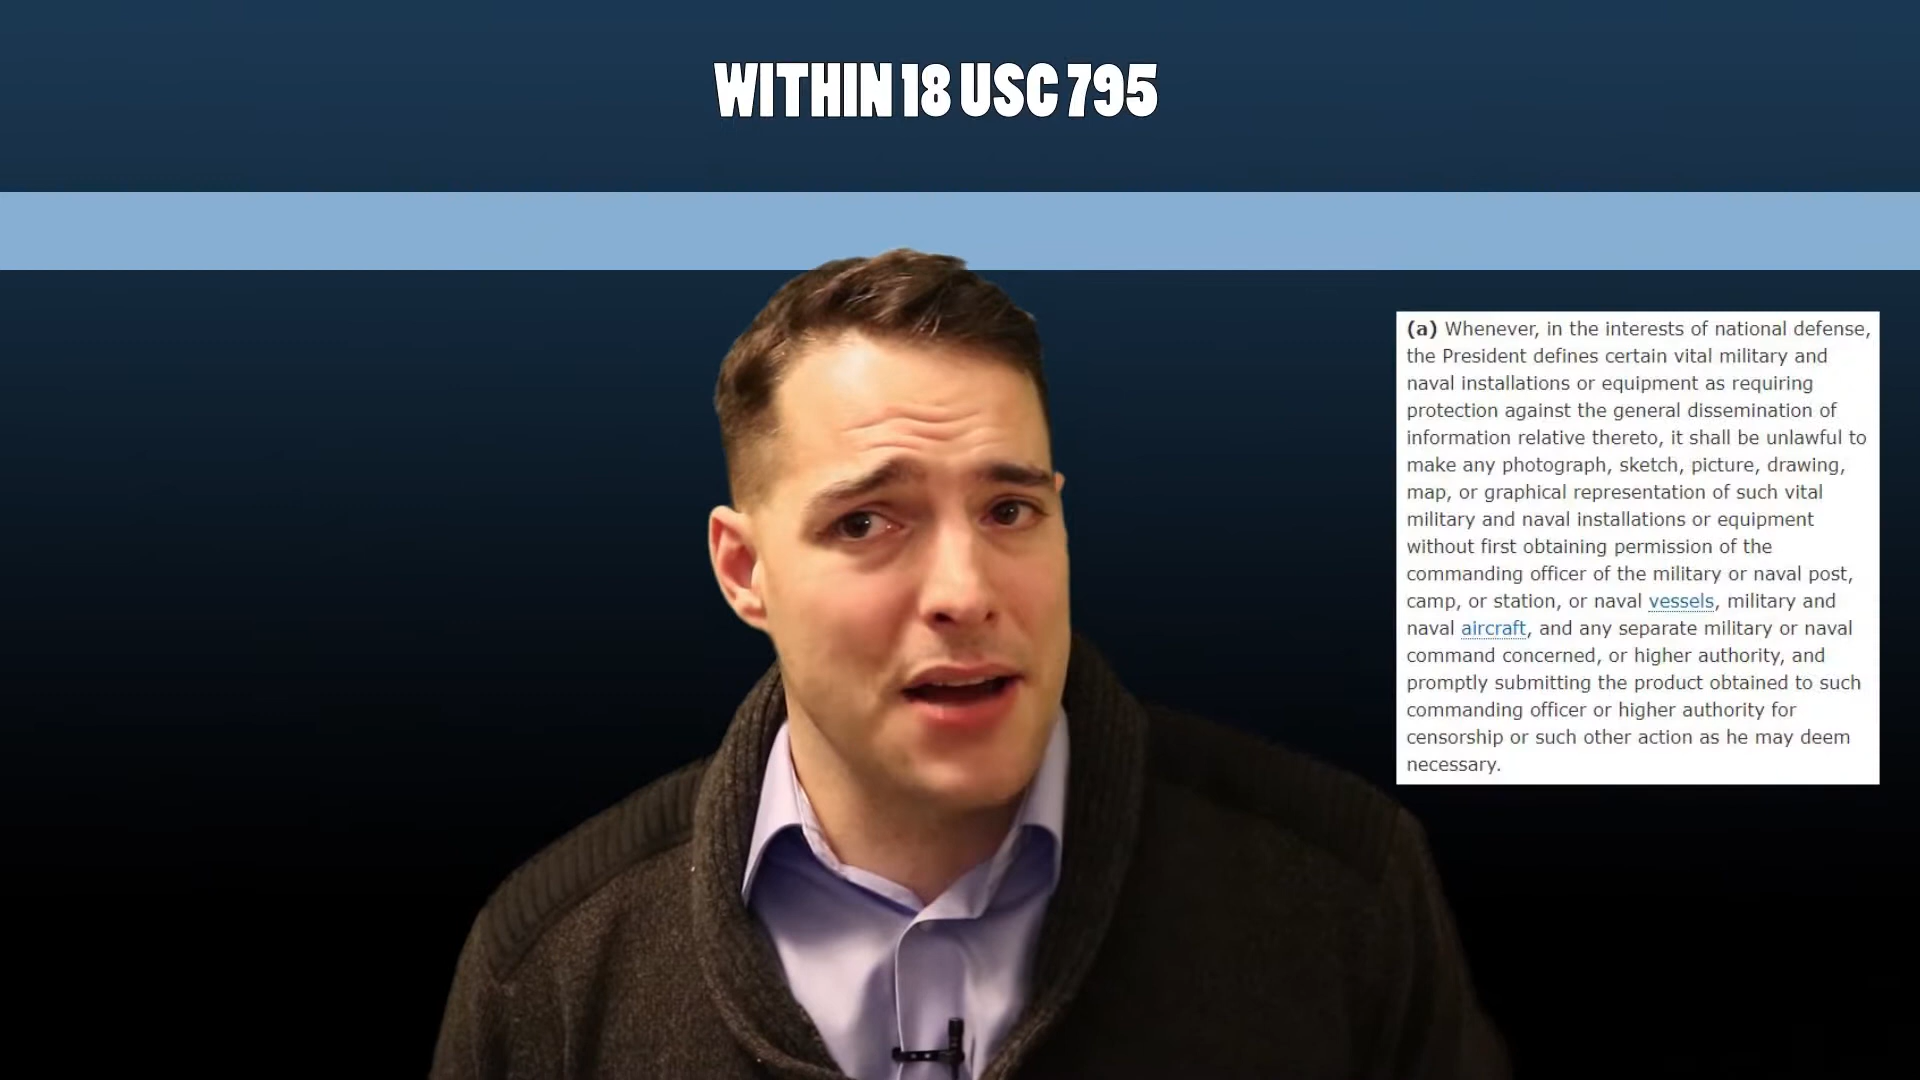 WITHIN 18 USC 795
(a) Whenever, in the interests of national defense,
the President defines certain vital military and
naval installations or equipment as requiring
protection against the general dissemination of
information relative thereto, it shall be unlawful to
make any photograph, sketch, picture, drawing,
map, or graphical representation of such vital
military and naval installations or equipment
without first obtaining permission of the
commanding officer of the military or naval post,
camp, or station, or naval vessels, military and
naval aircraft, and any separate military or naval
command concerned, or higher authority, and
promptly submitting the product obtained to such
commanding officer or higher authority for
censorship or such other action as he may deem
necessary.